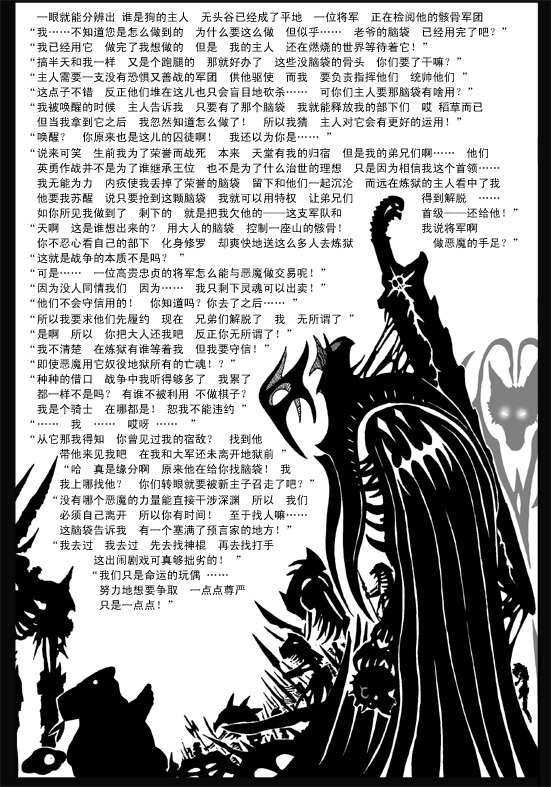 一眼就能分辨出 谁是狗的主人 无头谷已经成了平地 一位将军 正在检阅他的骸骨军团
“我……不知道您是怎么做到的 为什么要这么做 但似乎…… 老爷的脑袋 已经用完了吧？”
“我已经用它 做完了我想做的 但是 我的主人 还在燃烧的世界等待着它！”
“搞半天和我一样 又是个跑腿的 那就好办了 这些没脑袋的骨头 你们要了干嘛？”
“主人需要一支没有恐惧又善战的军团 供他驱使 而我 要负责指挥他们 统帅他们”
“这点子不错 反正他们堆在这儿也只会盲目地砍杀…… 可你们主要那脑袋有啥用？”
“我被唤醒的时候 主人告诉我 只要有了那个脑袋 我就能释放我的部下们 哎 稻草而已
但当我拿到它之后 我忽然知道怎么做了！ 所以我猜 主人对它会有更好的运用！”
“唤醒？ 你原来也是这儿的囚徒啊！ 我还以为你是……”
“说来可笑 生前我为了荣誉而战死 本来 天堂有我的归宿 但是我的弟兄们啊…… 他们
英勇作战并不是为了谁继承王位 也不是为了什么治世的理想 只是因为相信我这个首领……
我无能为力 内疚使我丢掉了荣誉的脑袋 留下和他们一起沉沦 而远在炼狱的主人看中了我
他要我苏醒 说只要抢到这颗脑袋 我就可以用特权 让弟兄们 得到解脱 ……
如你所见我做到了 剩下的 就是把我欠他的——这支军队和 首级——还给他！”
“天啊 这是谁想出来的？ 用大人的脑袋 控制一座山的骸骨！ 我说将军啊
你不忍心看自己的部下 化身修罗 却爽快地送这么多人去炼狱 做恶魔的手足？”
“这就是战争的本质不是吗？ ”
“可是…… 一位高贵忠贞的将军怎么能与恶魔做交易呢！”
“因为没人同情我们 因为…… 我只剩下灵魂可以出卖！”
“他们不会守信用的！ 你知道吗？你去了之后……”
“所以我要求他们先履约 现在 兄弟们解脱了 我 无所谓了 ”
“是啊 所以 你把大人还我吧 反正你无所谓了！”
“我不清楚 在炼狱有谁等着我 但我要守信！”
“即使恶魔用它奴役地狱所有的亡魂！？”
“种种的借口 战争中我听得够多了 我累了
都一样不是吗？ 有谁不被利用 不做棋子？
我是个骑士 在哪都是！ 恕我不能违约 ”
“…… 我 …… 哎呀 …… ”
“从它那我得知 你曾见过我的宿敌？ 找到他
带他来见我吧 在我和大军还未离开地狱前 ”
“哈 真是缘分啊 原来他在给你找脑袋！ 我
我上哪找他？ 你们转眼就要被新主子召走了吧？”
“没有哪个恶魔的力量能直接干涉深渊 所以 我们
必须自己离开 所以你有时间！ 至于找人嘛……
这脑袋告诉我 有一个塞满了预言家的地方！”
“我去过 我去过 先去找神棍 再去找打手
这出闹剧戏可真够拙劣的！ ”
“我们只是命运的玩偶 ……
努力地想要争取 一点点尊严
只是一点点！”